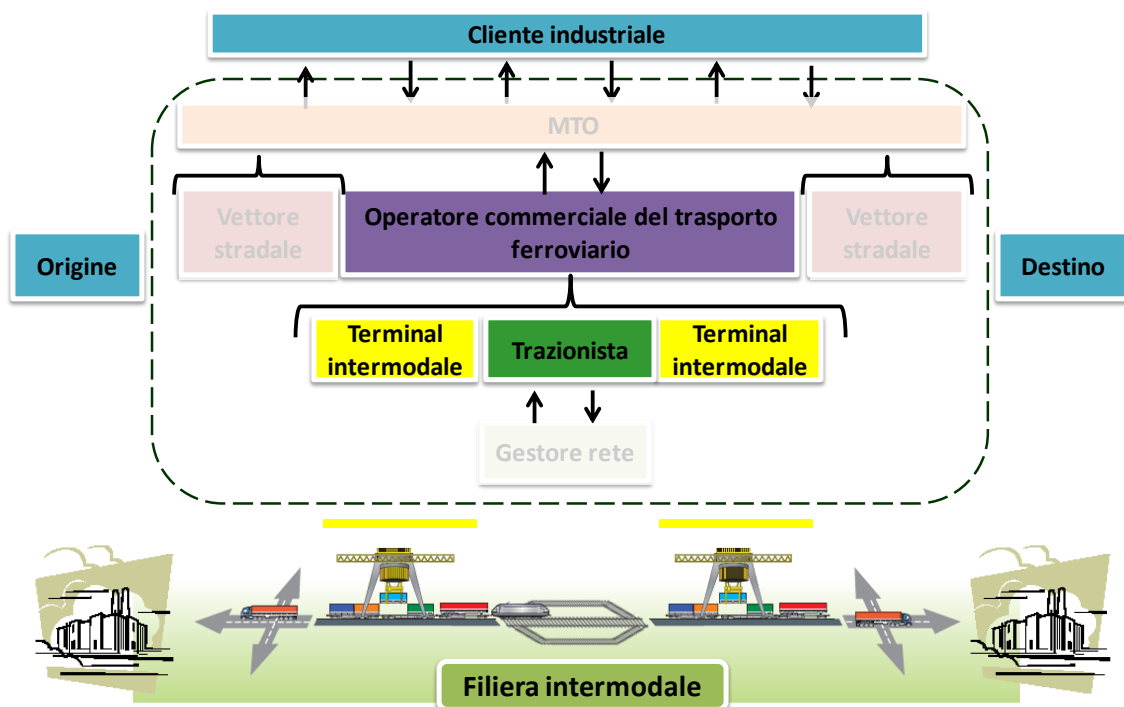 Cliente industriale
MTO
Vettore
stradale
Operatore commerciale del trasporto
ferroviario
Vettore
stradale
Origine
Destino
Terminal
intermodale
Trazionista
Terminal
intermodale
Gestore rete
Filiera intermodale